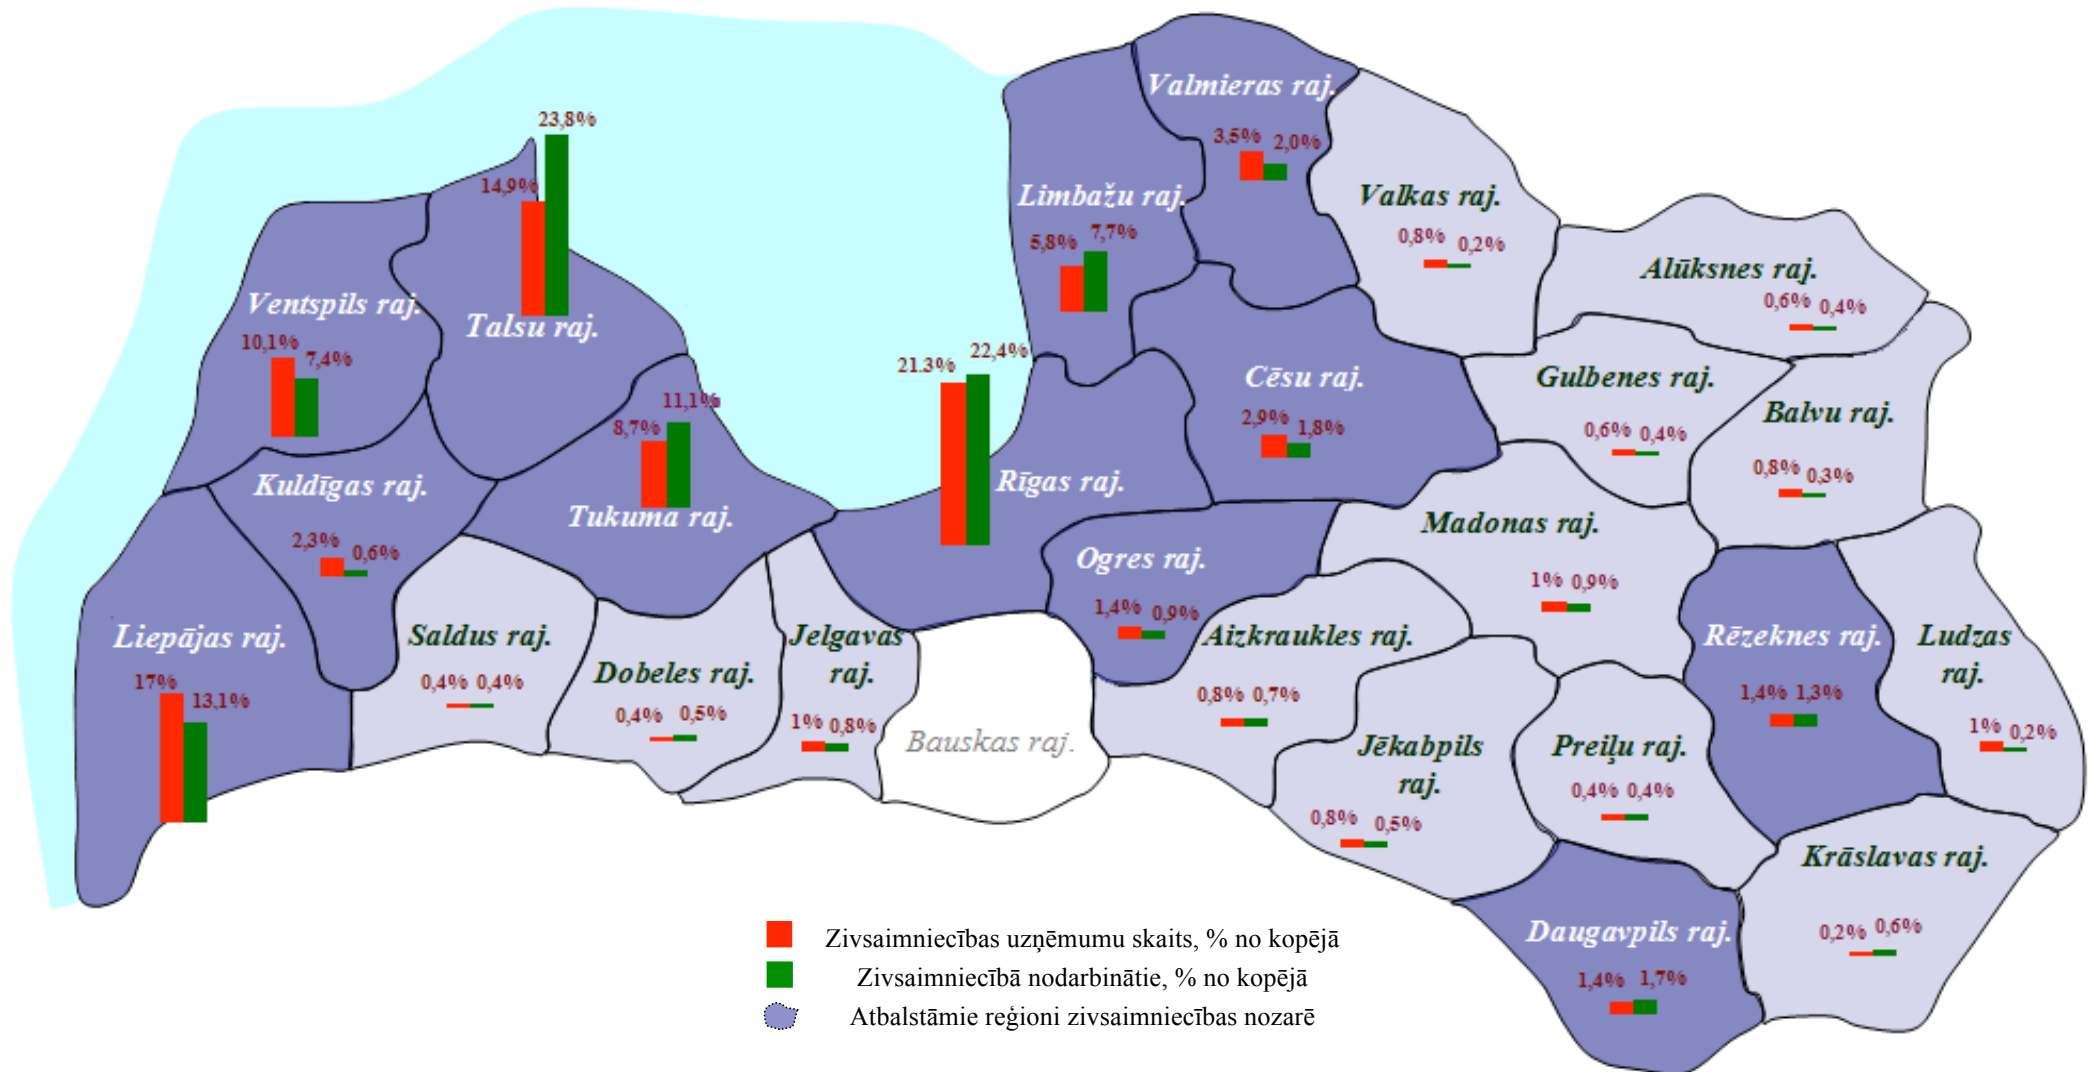 Valmieras raj.
3,5% 2,0%
23,8%
14,9%
Talsu raj.
Limbažu raj.
5,8% 7,7%
Valkas raj.
0,8% 0,2%
Alūksnes raj.
0,6% 0,4%
Ventspils raj.
10,1%
7,4%
21.3% 22,4%
Rīgas raj.
Cēsu raj.
2,9% 1,8%
Gulbenes raj.
0,6% 0,4%
Balvu raj.
0,8% 0,3%
11,1%
8,7%
Tukuma raj.
Kuldīgas raj.
2,3% 0,6%
Madonas raj.
1% 0,9%
Ogres raj.
1,4% 0,9%
Liepājas raj.
17%
13,1%
Saldus raj.
0,4% 0,4%
Dobeles raj.
0,4% 0,5%
Jelgavas
raj.
1% 0,8%
Bauskas raj.
Aizkraukles raj.
0,8% 0,7%
Jēkabpils
raj.
0,8% 0,5%
Preiļu raj.
0,4% 0,4%
Rēzeknes raj.
1,4% 1,3%
Ludzas
raj.
1% 0,2%
Krāslavas raj.
0,2% 0,6%
Daugavpils raj.
1,4% 1,7%
Zivsaimniecības uzņēmumu skaits, % no kopējā
Zivsaimniecībā nodarbinātie, % no kopējā
Atbalstāmie reģioni zivsaimniecības nozarē